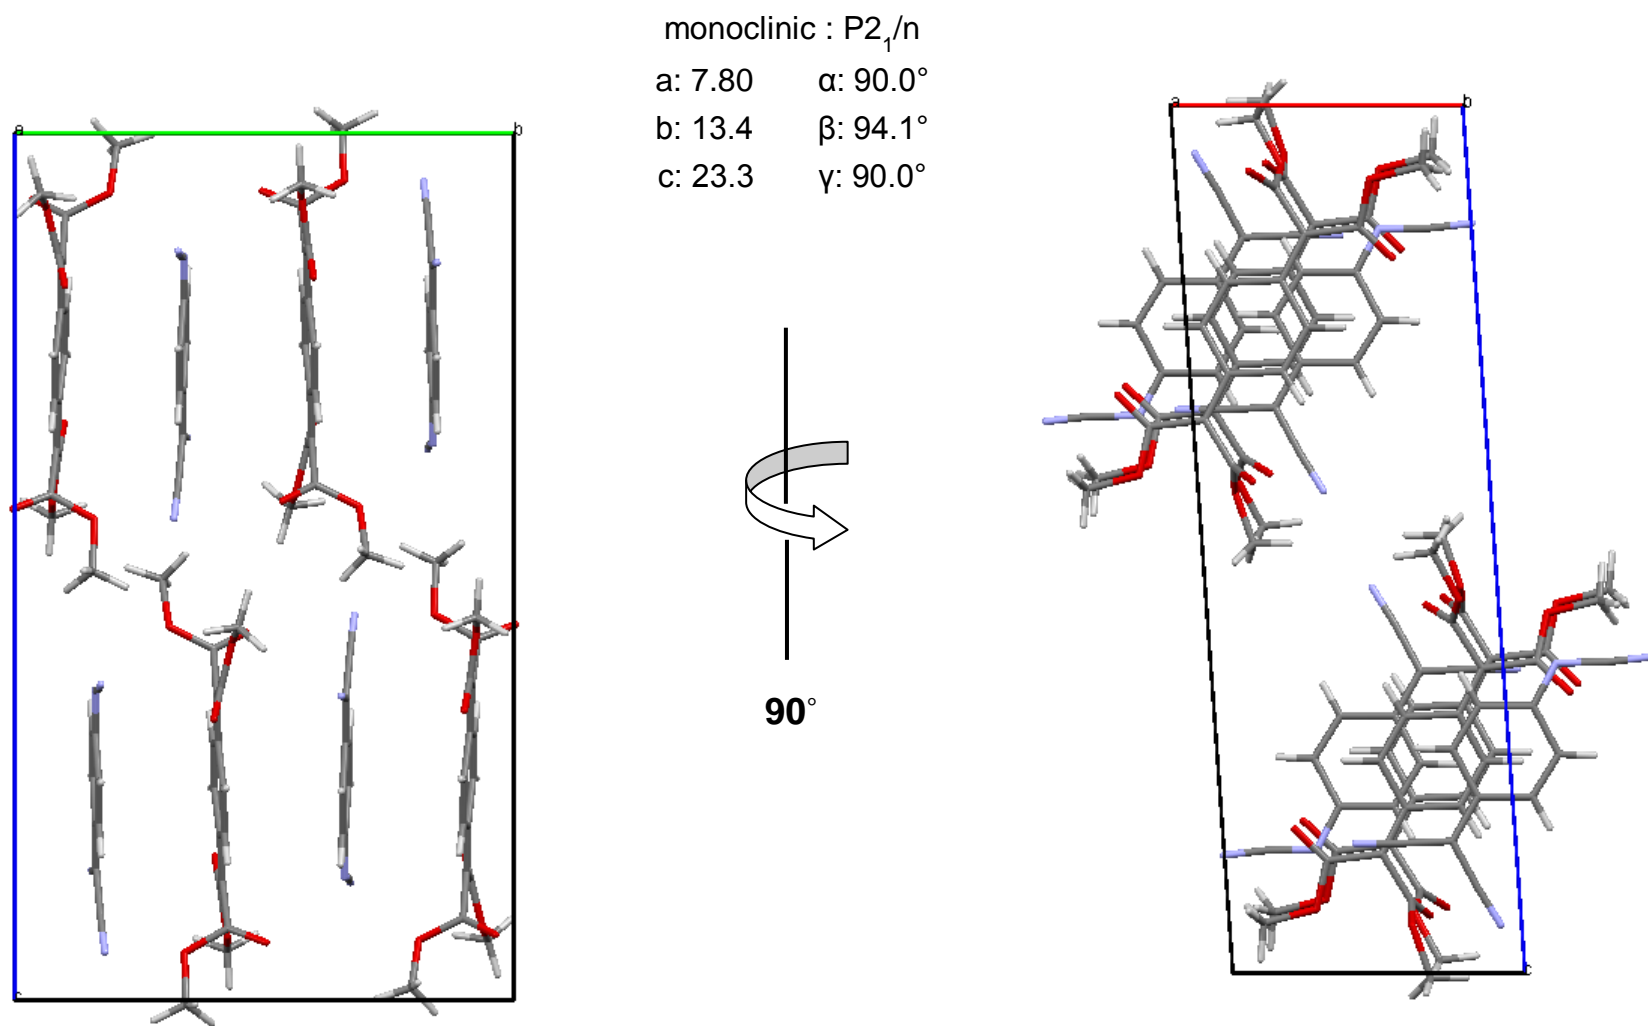 monoclinic : P2₁/n
a: 7.80 α: 90.0°
b: 13.4 β: 94.1°
c: 23.3 γ: 90.0°
a b
a b
90°
c
c